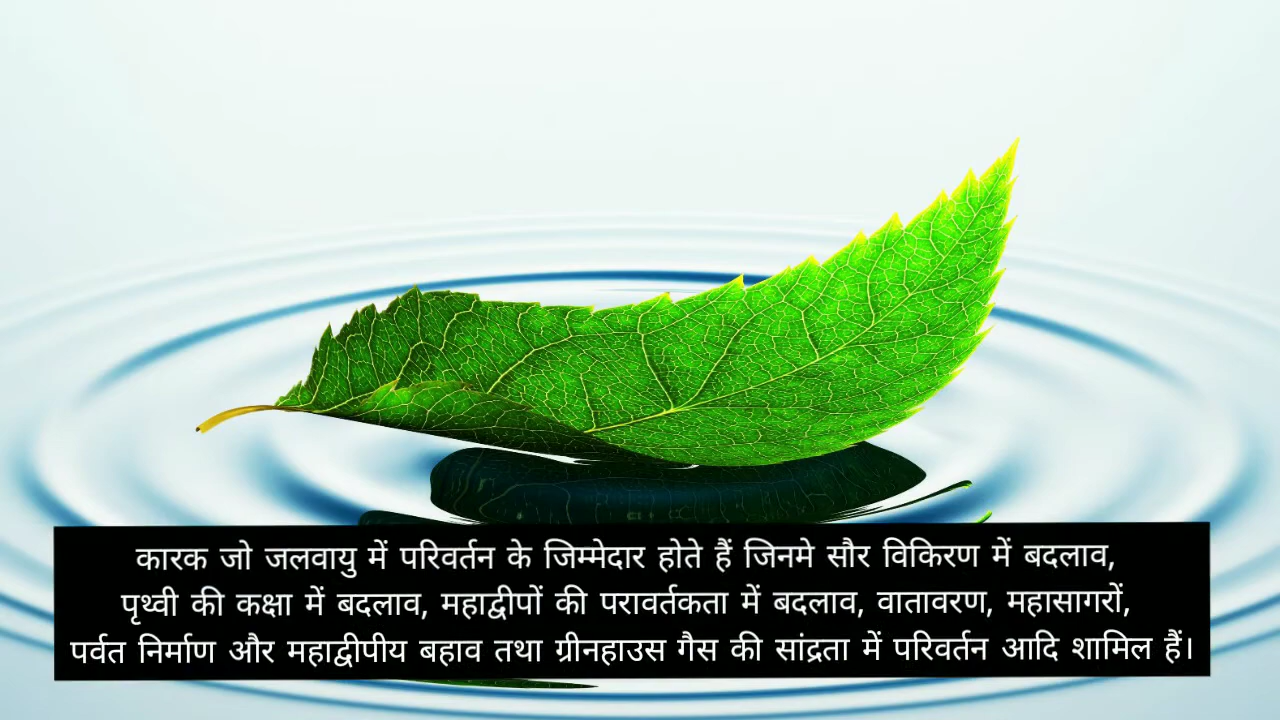 कारक जो जलवायु में परिवर्तन के जिम्मेदार होते हैं जिनमे सौर विकिरण में बदलाव,
पृथ्वी की कक्षा में बदलाव, महाद्वीपों की परावर्तकता में बदलाव, वातावरण, महासागरों,
पर्वत निर्माण और महाद्वीपीय बहाव तथा ग्रीनहाउस गैस की सांद्रता में परिवर्तन आदि शामिल हैं।